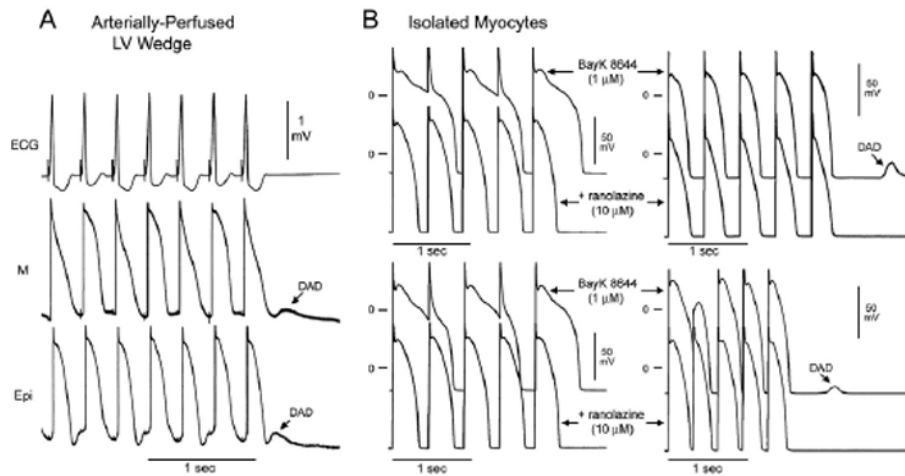 A
Arterially-Perfused
LV Wedge
ECG
1
mV
M
DAD
Epi
DAD
1 sec
B
Isolated Myocytes
BayK 8644
(1 μM)
0
0
50
mV
+ ranolazine
(10 μM)
1 sec
50
mV
0
0
DAD
1 sec
BayK 8644
(1 μM)
0
0
50
mV
+ ranolazine
(10 μM)
1 sec
50
mV
0
0
DAD
1 sec